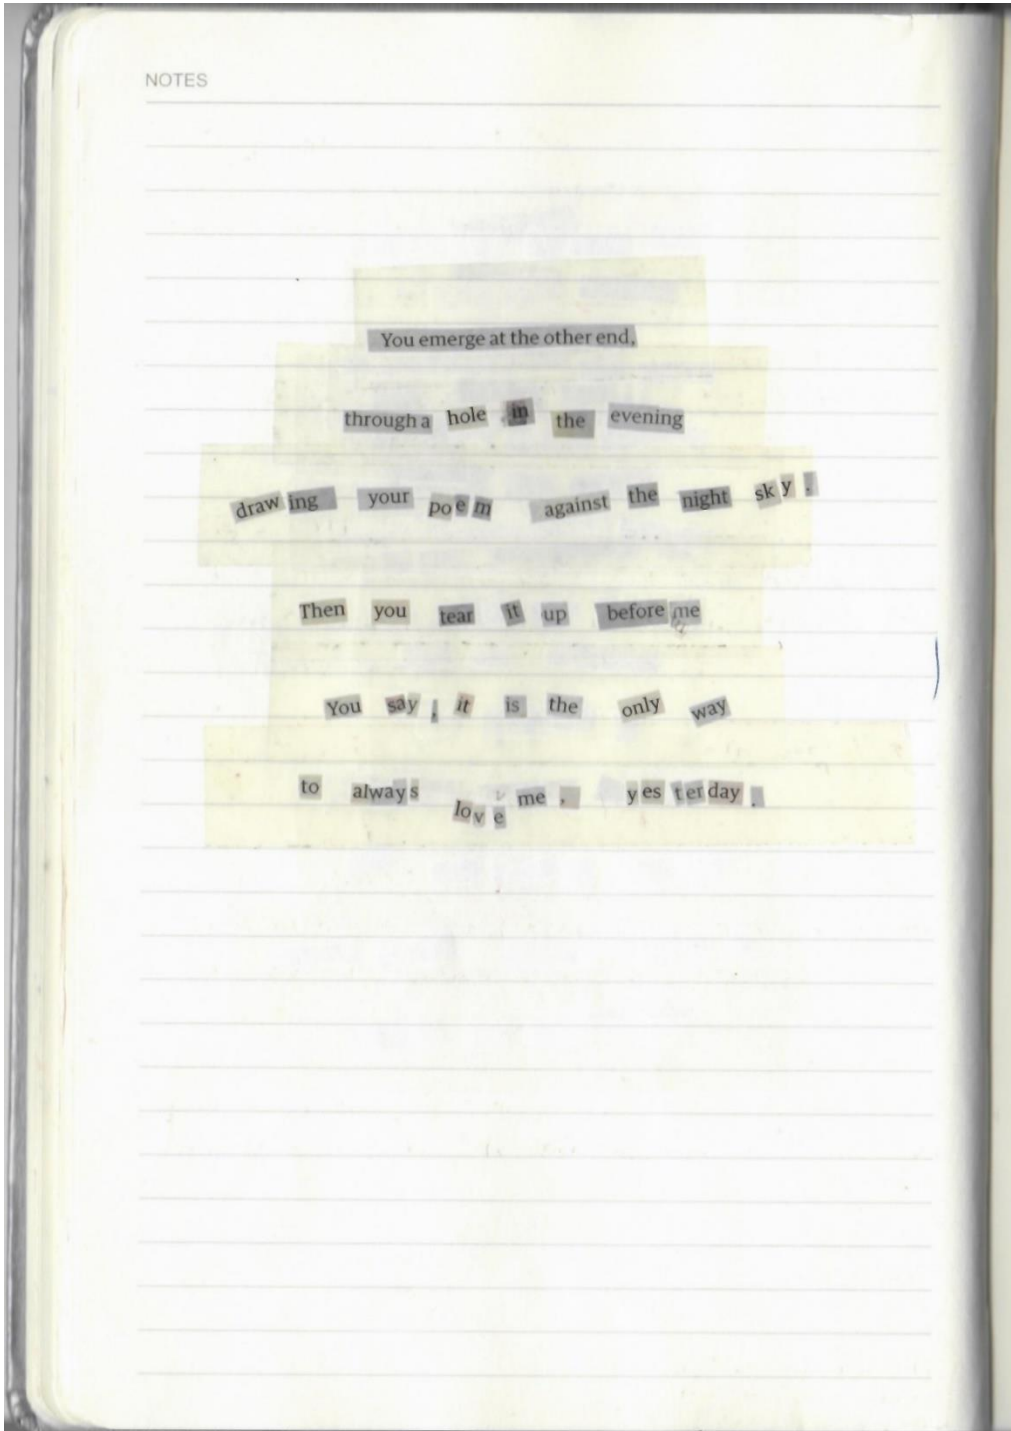 NOTES
You emerge at the other end,
through a hole in the evening
drawing your poem against the night sky.
Then you tear it up before me
You say, it is the only way
to always love me, yesterday.